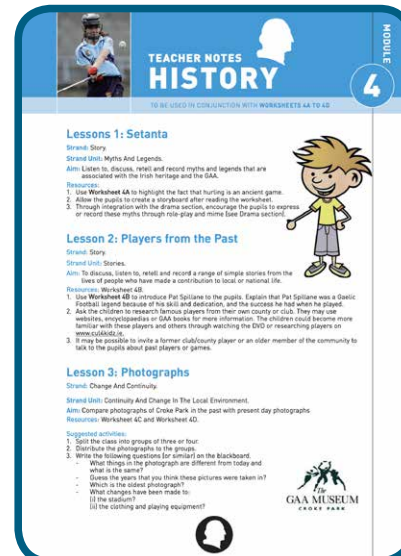 TEACHER NOTES
HISTORY
MODULE
4
TO BE USED IN CONJUNCTION WITH WORKSHEETS 4A TO 4D
Lessons 1: Setanta
Strand: Story.
Strand Unit: Myths And Legends.
Aim: Listen to, discuss, retell and record myths and legends that are
associated with the Irish heritage and the GAA.
Resources:
1. Use Worksheet 4A to highlight the fact that hurling is an ancient game.
2. Allow the pupils to create a storyboard after reading the worksheet.
3. Through integration with the drama section, encourage the pupils to express
or record these myths through role-play and mime (see Drama section).
Lesson 2: Players from the Past
Strand: Story.
Strand Unit: Stories.
Aim: To discuss, listen to, retell and record a range of simple stories from the
lives of people who have made a contribution to local or national life.
Resources: Worksheet 4B.
1. Use Worksheet 4B to introduce Pat Spillane to the pupils. Explain that Pat Spillane was a Gaelic
Football legend because of his skill and dedication, and the success he had when he played.
2. Ask the children to research famous players from their own county or club. They may use
websites, encyclopaedias or GAA books for more information. The children could become more
familiar with these players and others through watching the DVD or researching players on
www.cul4kidz.ie.
3. It may be possible to invite a former club/county player or an older member of the community to
talk to the pupils about past players or games.
Lesson 3: Photographs
Strand: Change And Continuity.
Strand Unit: Continuity And Change In The Local Environment.
Aim: Compare photographs of Croke Park in the past with present day photographs
Resources: Worksheet 4C and Worksheet 4D.
Suggested activities:
1. Split the class into groups of three or four.
2. Distribute the photographs to the groups.
3. Write the following questions (or similar) on the blackboard.
- What things in the photograph are different from today and
what is the same?
- Guess the years that you think these pictures were taken in?
- Which is the oldest photograph?
- What changes have been made to:
(i) the stadium?
(ii) the clothing and playing equipment?
The
GAA MUSEUM
CROKE PARK